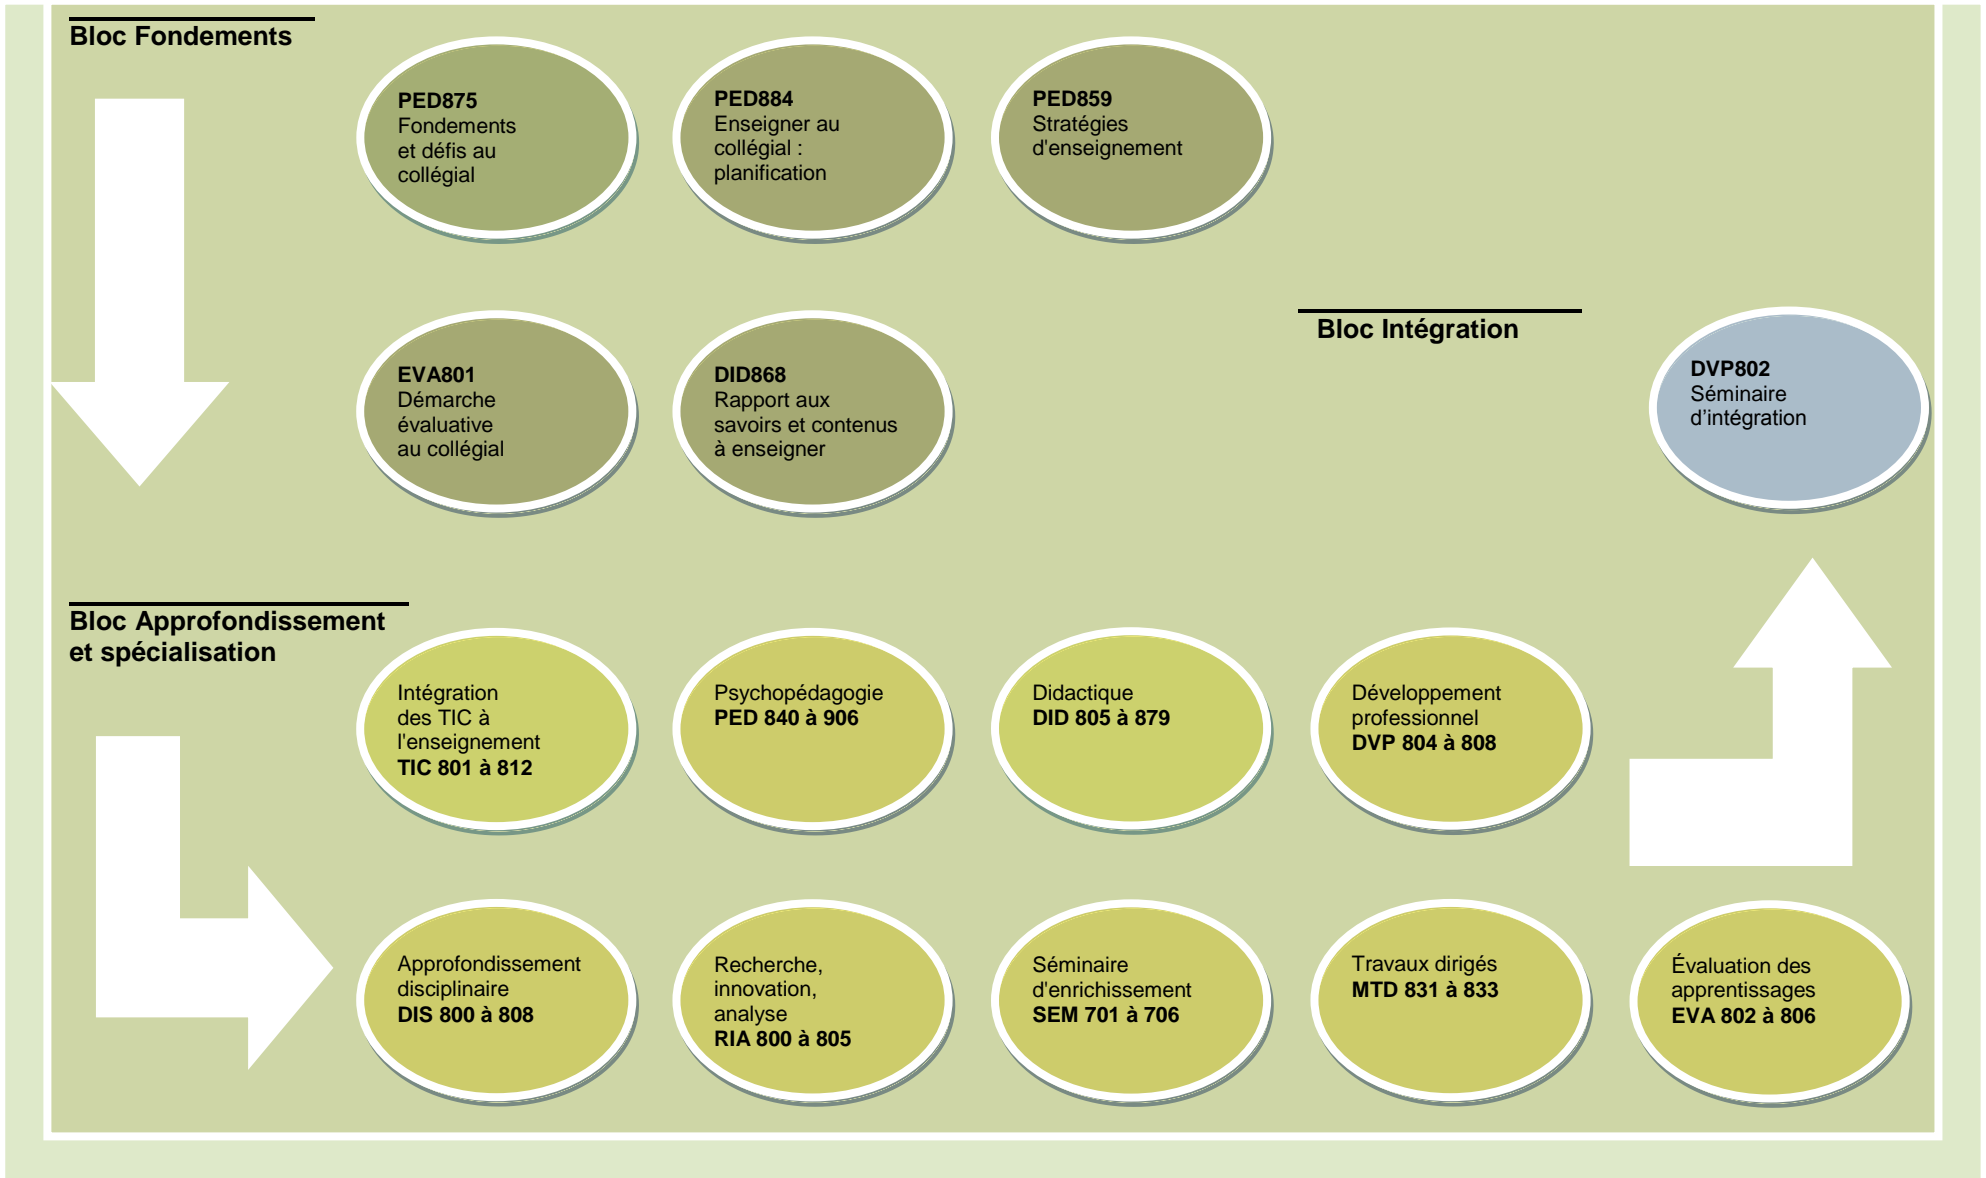 Bloc Fondements
PED875
Fondements
et défis au
collégial
PED884
Enseigner au
collégial :
planification
PED859
Stratégies
d'enseignement
EVA801
Démarche
évaluative
au collégial
DID868
Rapport aux
savoirs et contenus
à enseigner
Bloc Intégration
DVP802
Séminaire
d’intégration
Bloc Approfondissement
et spécialisation
Intégration
des TIC à
l'enseignement
TIC 801 à 812
Psychopédagogie
PED 840 à 906
Didactique
DID 805 à 879
Développement
professionnel
DVP 804 à 808
Approfondissement
disciplinaire
DIS 800 à 808
Recherche,
innovation,
analyse
RIA 800 à 805
Séminaire
d'enrichissement
SEM 701 à 706
Travaux dirigés
MTD 831 à 833
Évaluation des
apprentissages
EVA 802 à 806